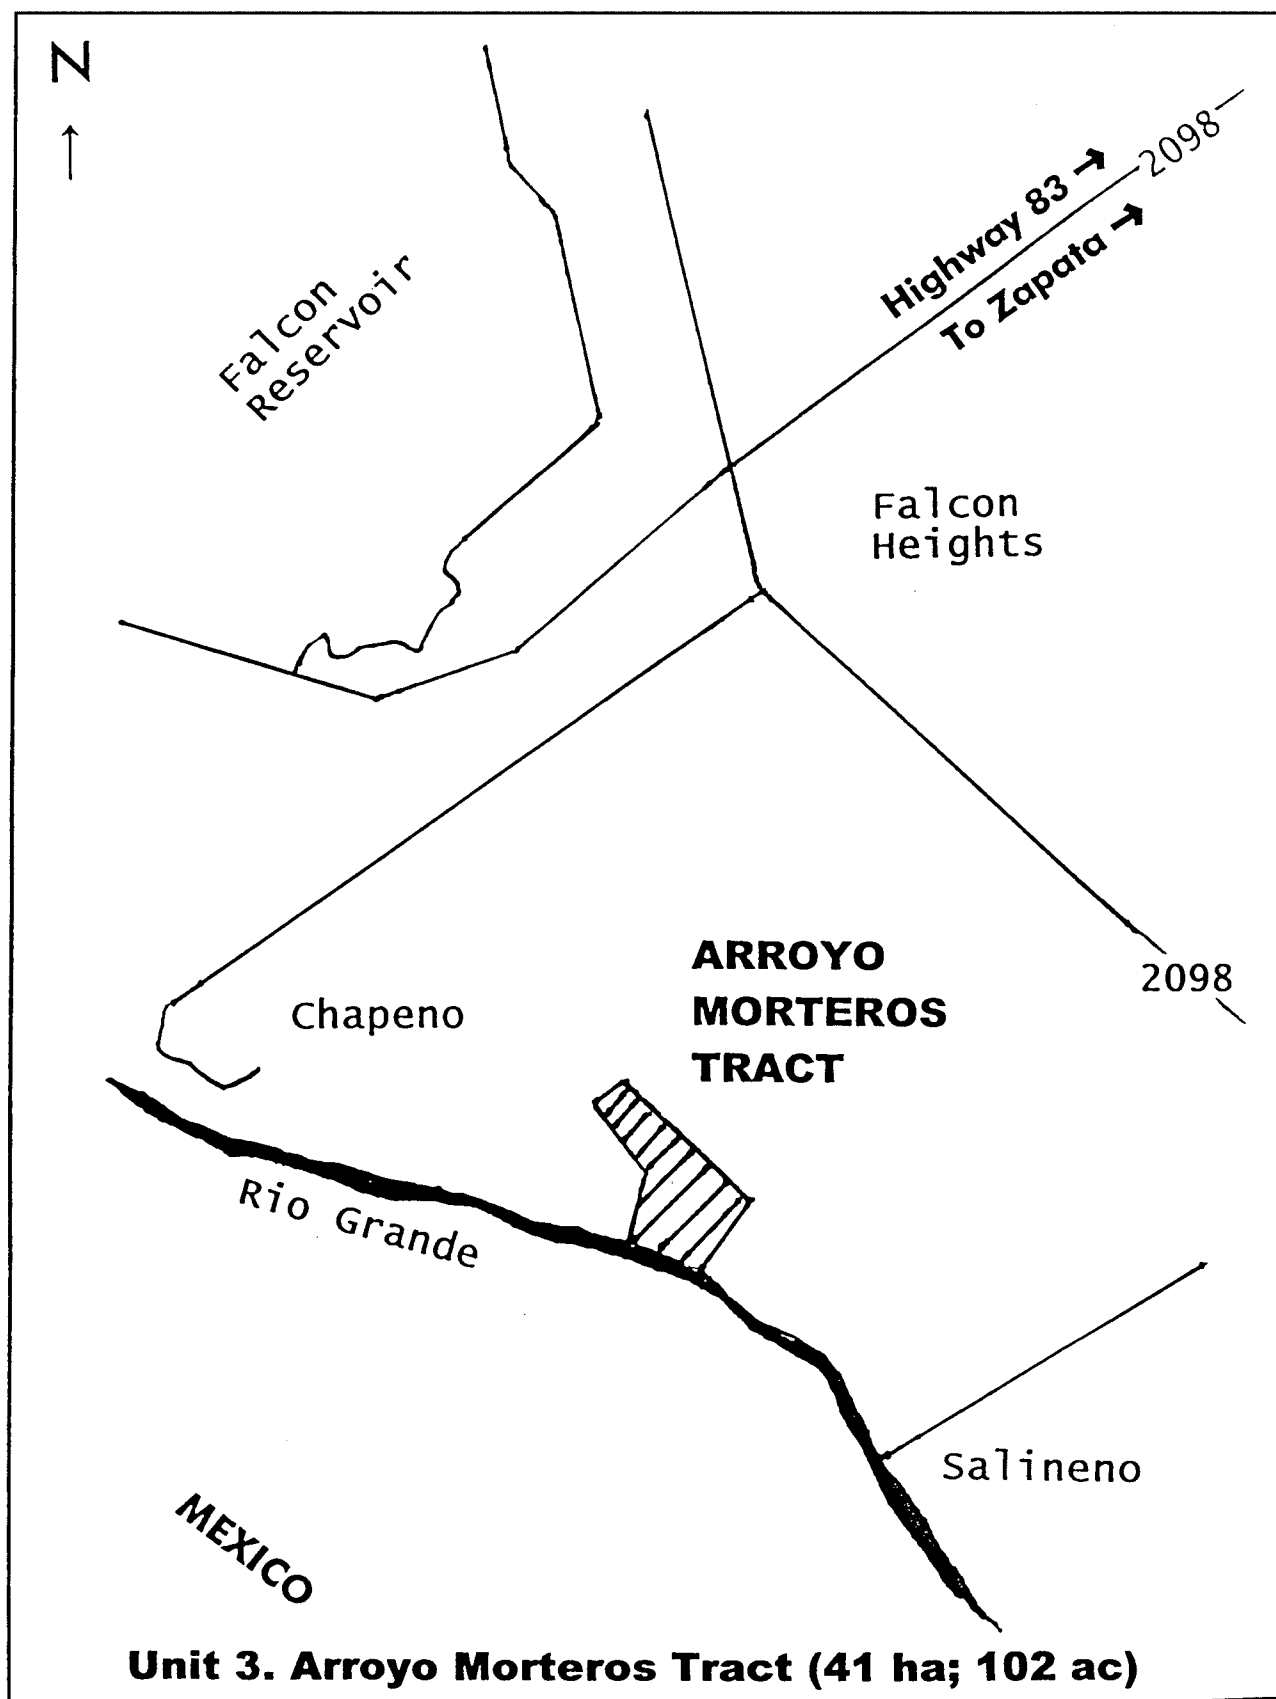 N
2098
Highway 83 →
To Zapata →
Falcon
Reservoir
Falcon
Heights
ARROYO
MORTEROS
TRACT
2098
Chapeno
Rio Grande
Salineno
MEXICO
Unit 3. Arroyo Morteros Tract (41 ha; 102 ac)